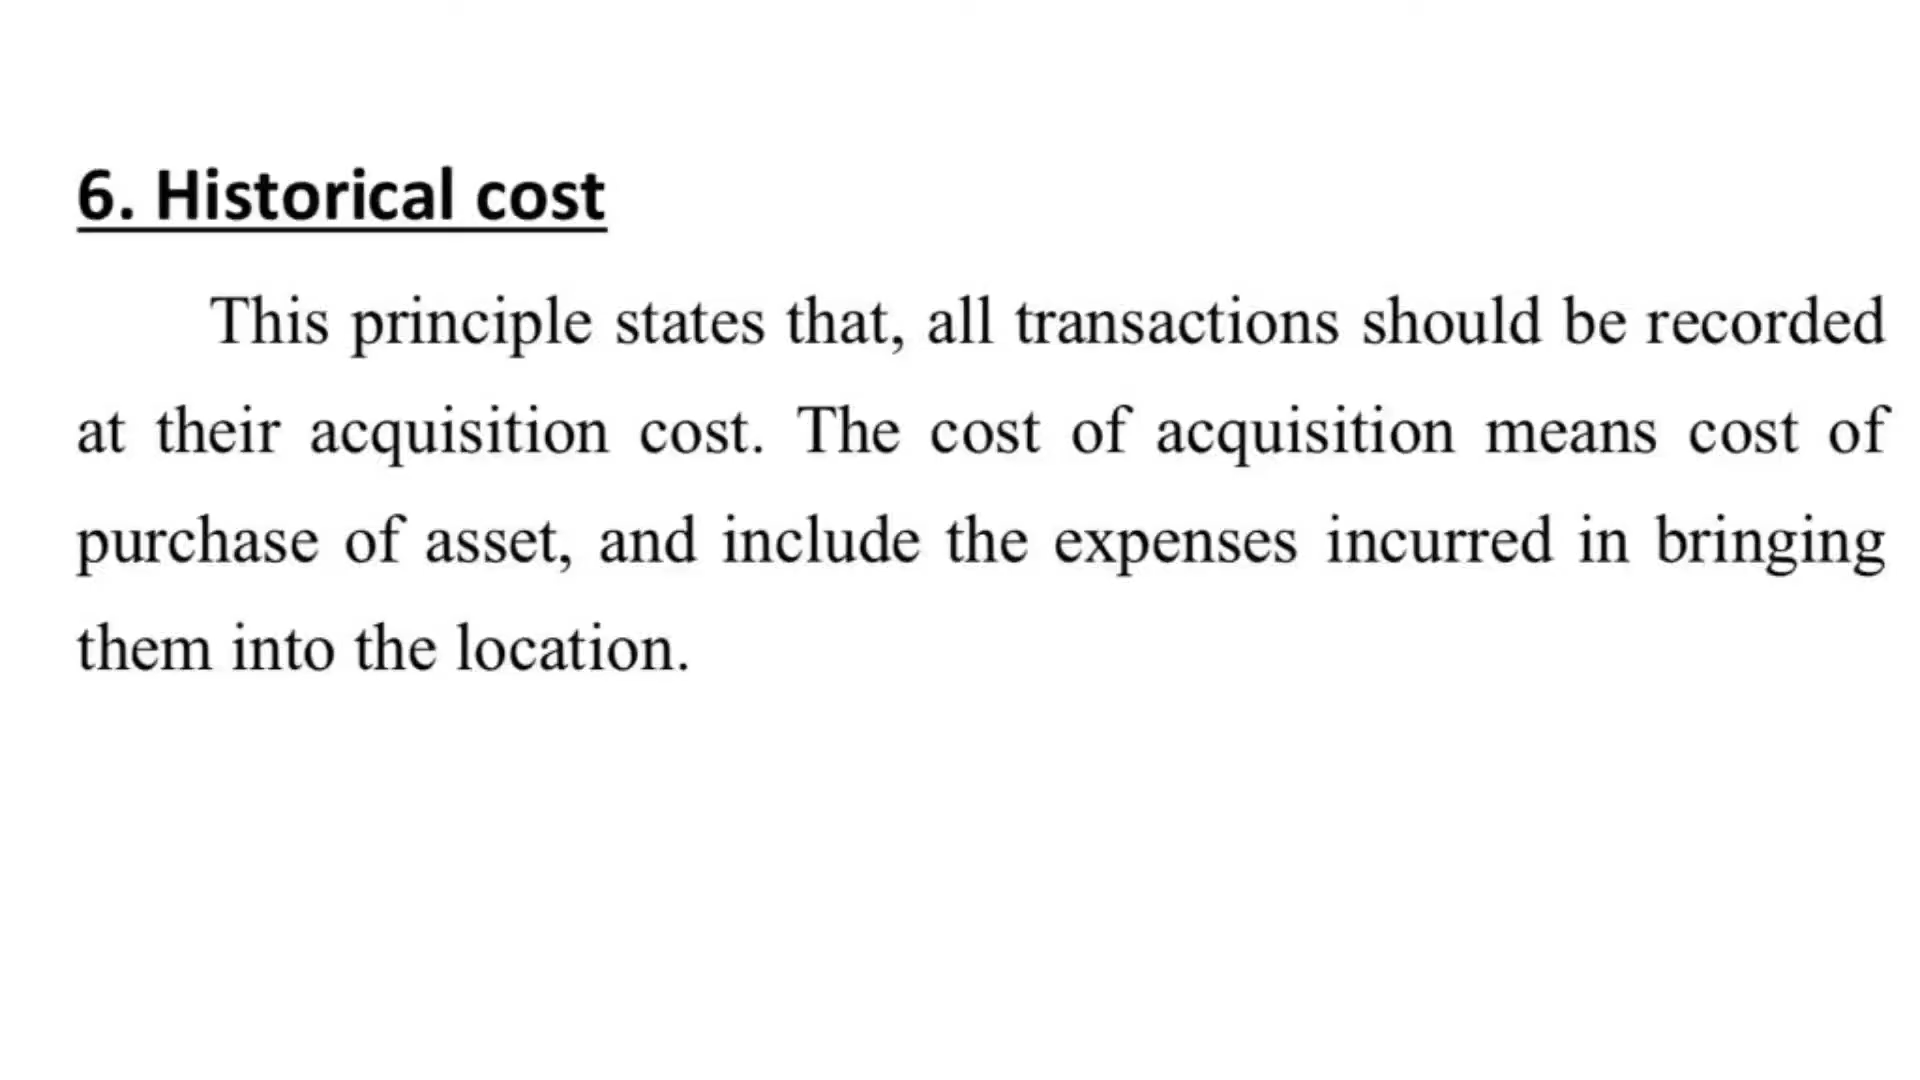 6. Historical cost
This principle states that, all transactions should be recorded
at their acquisition cost. The cost of acquisition means cost of
purchase of asset, and include the expenses incurred in bringing
them into the location.